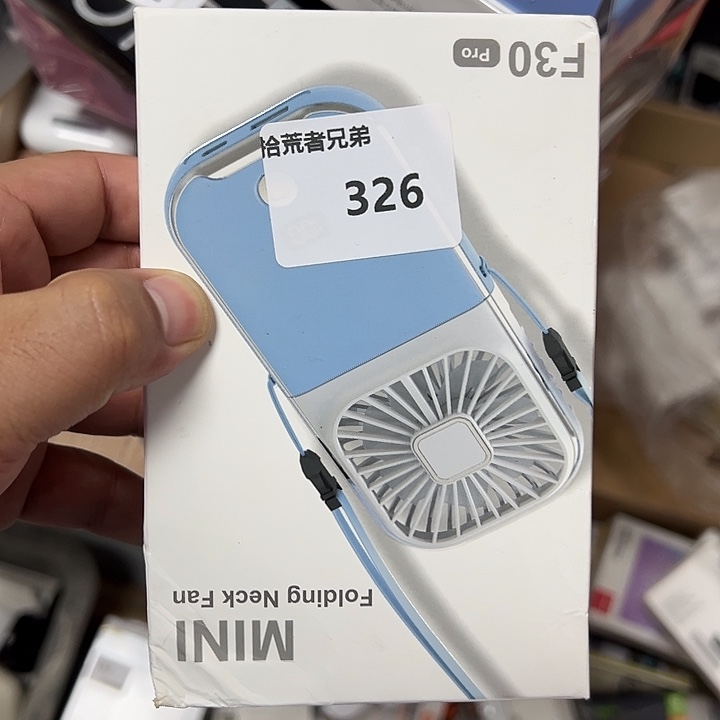 F30 Pro
拾荒者兄弟
326
Folding Neck Fan
MINI